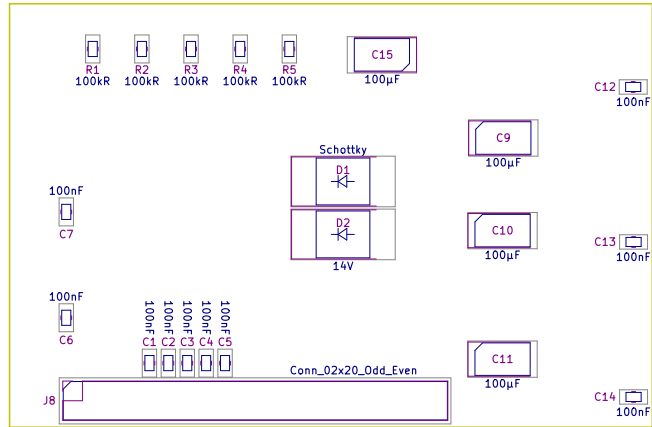 R1 R2 R3 R4 R5
100kR 100kR 100kR 100kR 100kR
C15
100µF
C12
100nF
C9
100µF
Schottky
D1
D2
14V
100nF
C7
C10
100µF
C13
100nF
100nF
C6
100nF 100nF 100nF 100nF 100nF
C1 C2 C3 C4 C5
C11
100µF
Conn_02x20_Odd_Even
J8
C14
100nF